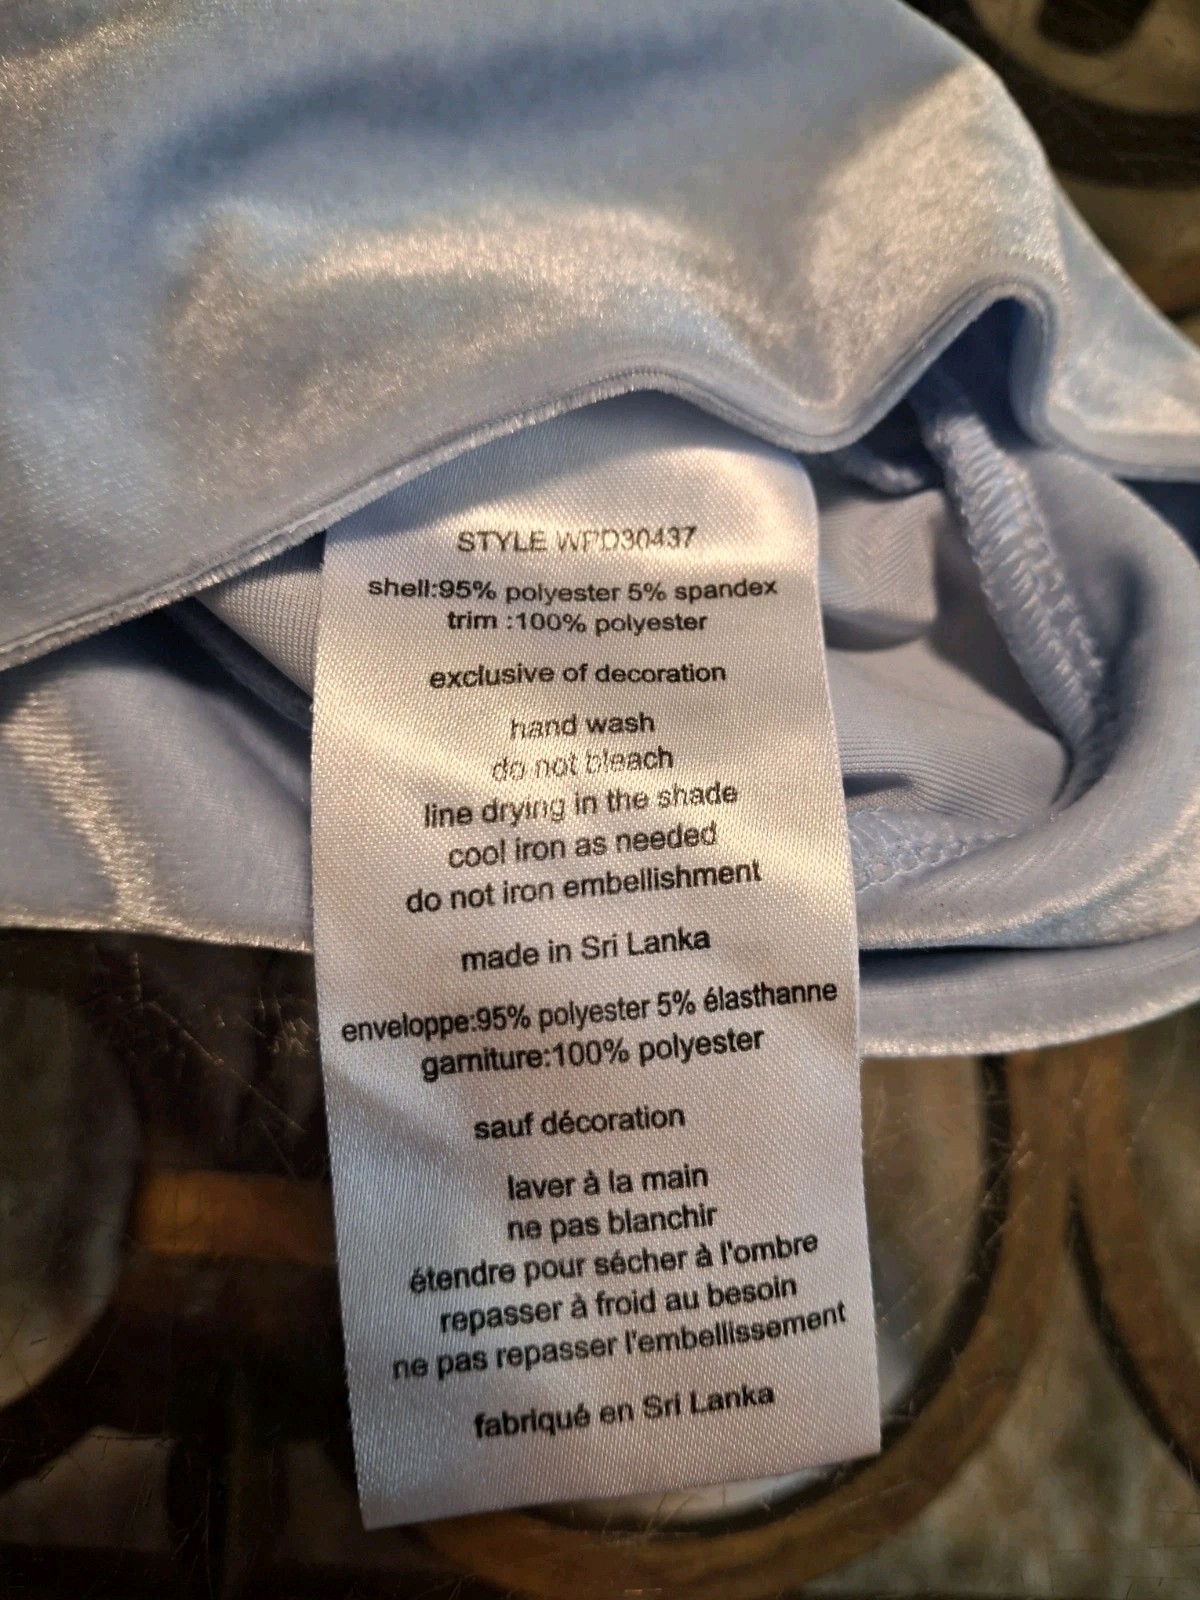 STYLE WPD30437
shell:95% polyester 5% spandex
trim :100% polyester
exclusive of decoration
hand wash
do not bleach
line drying in the shade
cool iron as needed
do not iron embellishment
made in Sri Lanka
enveloppe:95% polyester 5% élasthanne
garniture:100% polyester
sauf décoration
laver à la main
ne pas blanchir
étendre pour sécher à l'ombre
repasser à froid au besoin
ne pas repasser l'embellissement
fabriqué en Sri Lanka